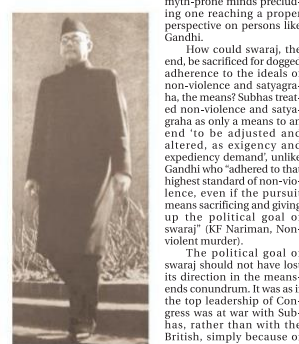 myth-prone minds preclud-
ing one reaching a proper
perspective on persons like
Gandhi.
How could swaraj, the
end, be sacrificed for dogged
adherence to the ideals of
non-violence and satyagra-
ha, the means? Subhas treat-
ed non-violence and satya-
graha as only a means to an
end ‘to be adjusted and
altered, as exigency and
expediency demand’, unlike
Gandhi who “adhered to that
highest standard of non-vio-
lence, even if the pursuit
means sacrificing and giving
up the political goal of
swaraj” (KF Nariman, Non-
violent murder).
The political goal of
swaraj should not have lost
its direction in the means-
ends conundrum. It was as if
the top leadership of Con-
gress was at war with Sub-
has, rather than with the
British, simply because of